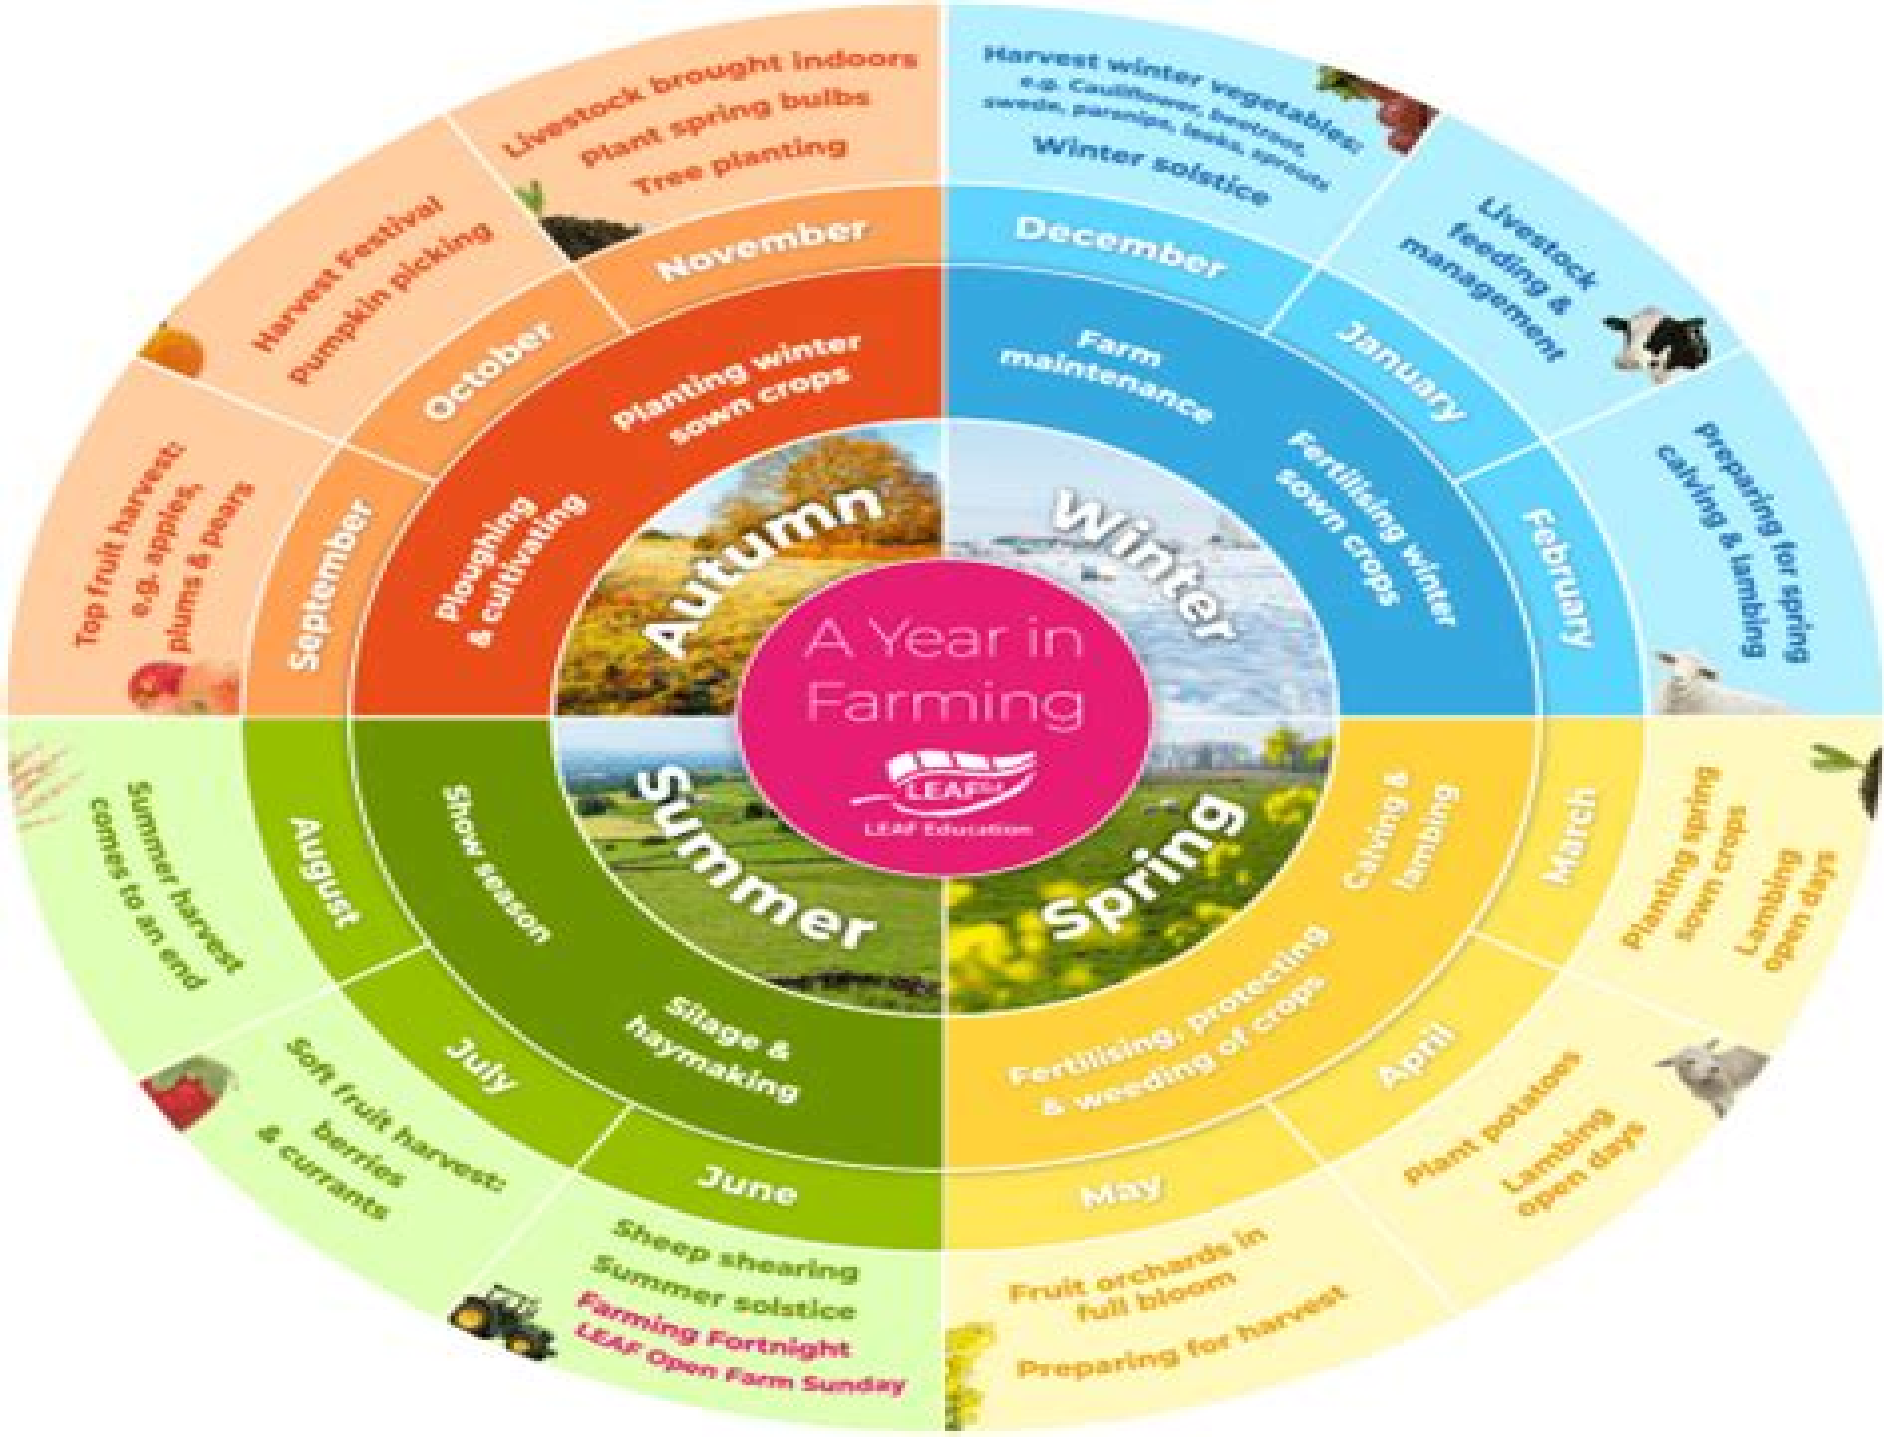 A Year in
Farming
LEAF
LEAF Education
Winter
Farm
maintenance
Fertilising winter
sown crops
December
Harvest winter vegetables:
e.g. Cauliflower, beetroot,
swede, parsnips, leeks, sprouts
Winter solstice
January
Livestock
feeding &
management
February
preparing for spring
calving & lambing
Spring
Calving &
lambing
Fertilising, protecting
& weeding of crops
March
Planting spring
sown crops
Lambing
open days
April
Plant potatoes
Lambing
open days
May
Fruit orchards in
full bloom
Preparing for harvest
Summer
Silage &
haymaking
Show season
June
Sheep shearing
Summer solstice
Farming Fortnight
LEAF Open Farm Sunday
July
Soft fruit harvest:
berries
& currants
August
Summer harvest
comes to an end
Autumn
Ploughing
& cultivating
Planting winter
sown crops
September
Top fruit harvest:
e.g. apples,
plums & pears
October
Harvest Festival
Pumpkin picking
November
Livestock brought indoors
Plant spring bulbs
Tree planting